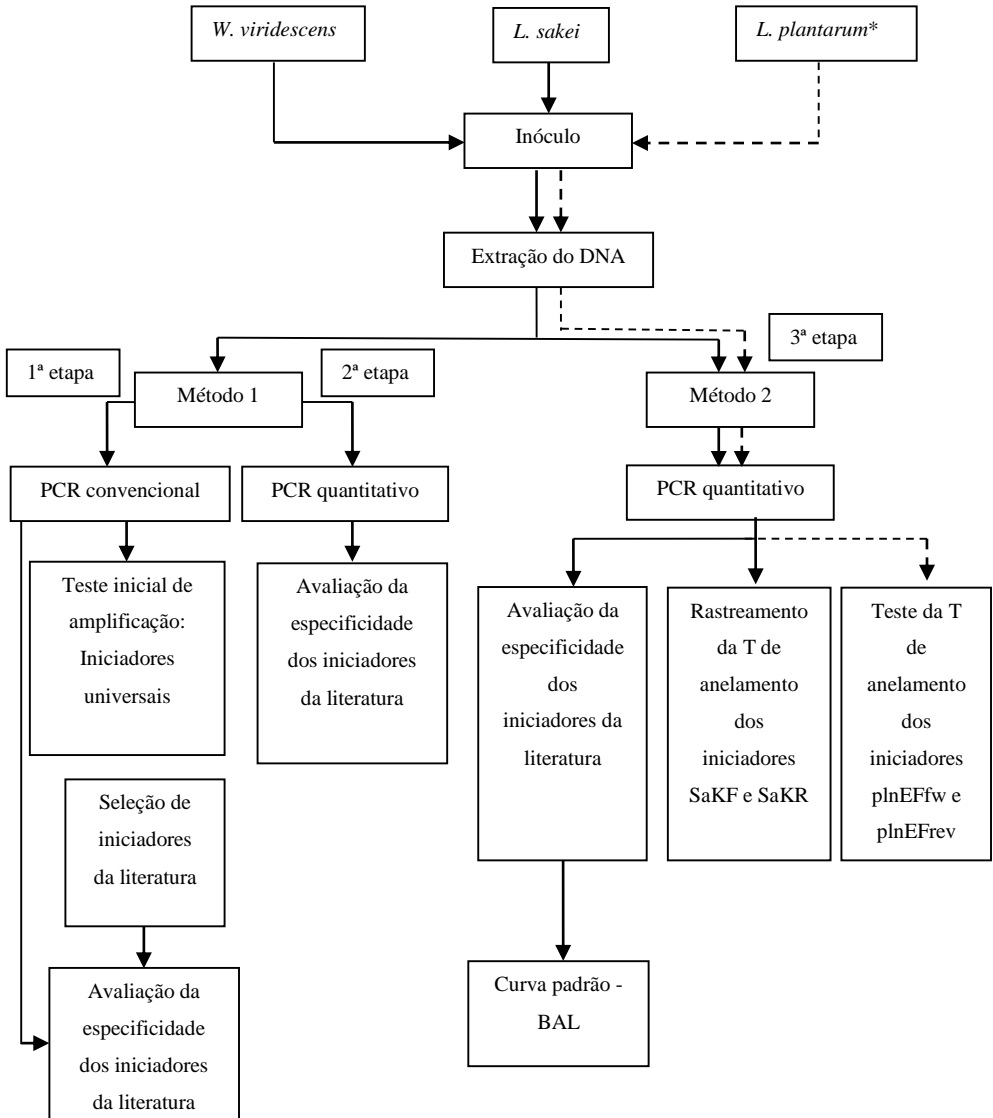 W. viridescens
L. sakei
L. plantarum*
Inóculo
Extração do DNA
3ª etapa
1ª etapa
2ª etapa
Método 1
Método 2
PCR convencional
PCR quantitativo
PCR quantitativo
Teste inicial de
amplificação:
Iniciadores
universais
Avaliação da
especificidade
dos iniciadores
da literatura
Avaliação da
especificidade
dos
iniciadores da
literatura
Rastreamento
da T de
anelamento
dos
iniciadores
SaKF e SaKR
Teste da T
de
anelamento
dos
iniciadores
plnEFfw e
plnEFrev
Seleção de
iniciadores
da literatura
Avaliação da
especificidade
dos iniciadores
da literatura
Curva padrão -
BAL